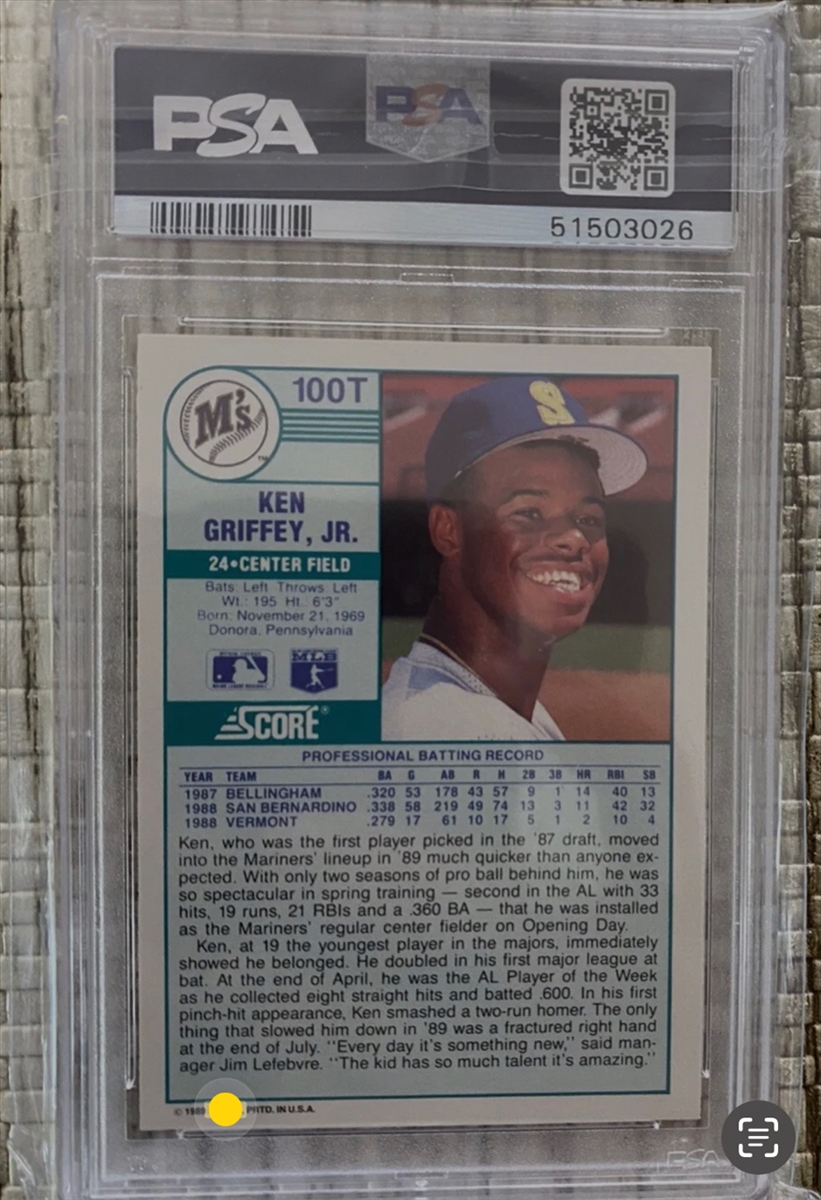 PSA
PSA
51503026
M's
TM
100T
S
KEN
GRIFFEY, JR.
24•CENTER FIELD
Bats: Left Throws: Left
Wt.: 195 Ht.: 6'3"
Born: November 21, 1969
Donora, Pennsylvania
MLB
SCORE®
PROFESSIONAL BATTING RECORD
YEAR TEAM BA G AB R H 2B 3B HR RBI SB
1987 BELLINGHAM .320 53 178 43 57 9 1 14 40 13
1988 SAN BERNARDINO .338 58 219 49 74 13 3 11 42 32
1988 VERMONT .279 17 61 10 17 5 1 2 10 4
Ken, who was the first player picked in the '87 draft, moved
into the Mariners' lineup in '89 much quicker than anyone ex-
pected. With only two seasons of pro ball behind him, he was
so spectacular in spring training — second in the AL with 33
hits, 19 runs, 21 RBIs and a .360 BA — that he was installed
as the Mariners' regular center fielder on Opening Day.
Ken, at 19 the youngest player in the majors, immediately
showed he belonged. He doubled in his first major league at
bat. At the end of April, he was the AL Player of the Week
as he collected eight straight hits and batted .600. In his first
pinch-hit appearance, Ken smashed a two-run homer. The only
thing that slowed him down in '89 was a fractured right hand
at the end of July. "Every day it's something new," said man-
ager Jim Lefebvre. "The kid has so much talent it's amazing."
© 1989 PRTD. IN U.S.A.
PSA